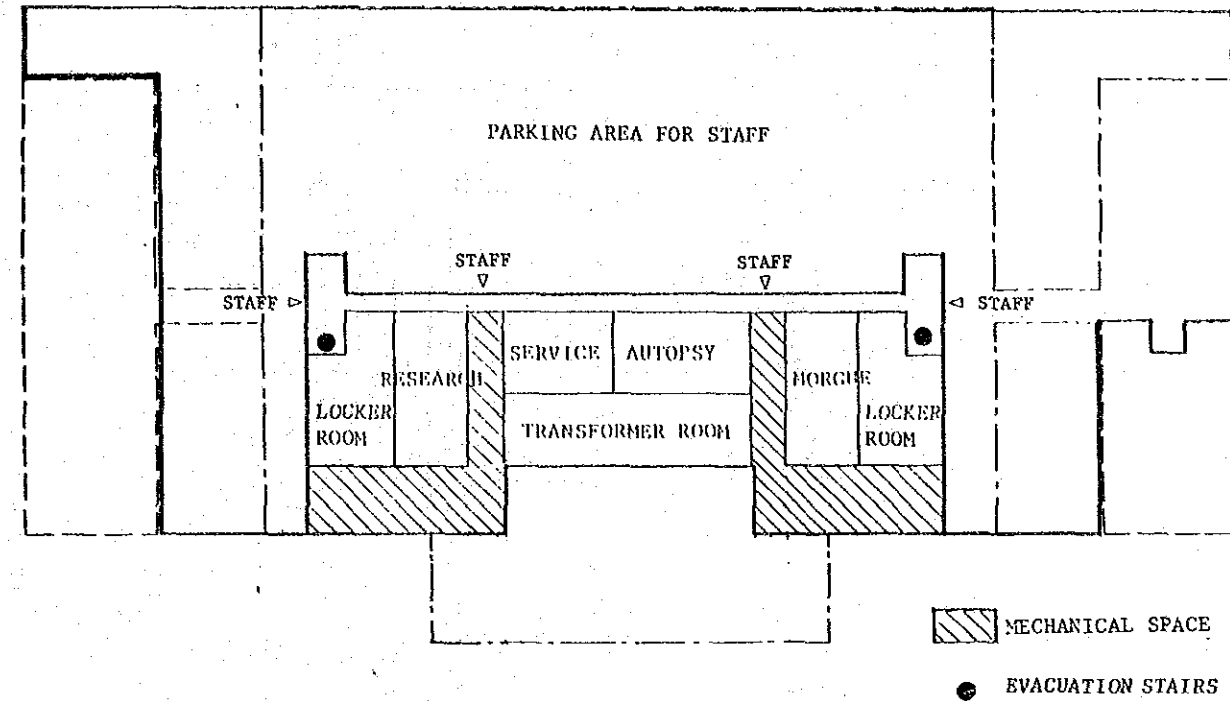 PARKING AREA FOR STAFF
STAFF
STAFF
STAFF
STAFF
SERVICE
AUTOPSY
RESEARCH
MORGUE
LOCKER
ROOM
LOCKER
ROOM
TRANSFORMER ROOM
MECHANICAL SPACE
EVACUATION STAIRS